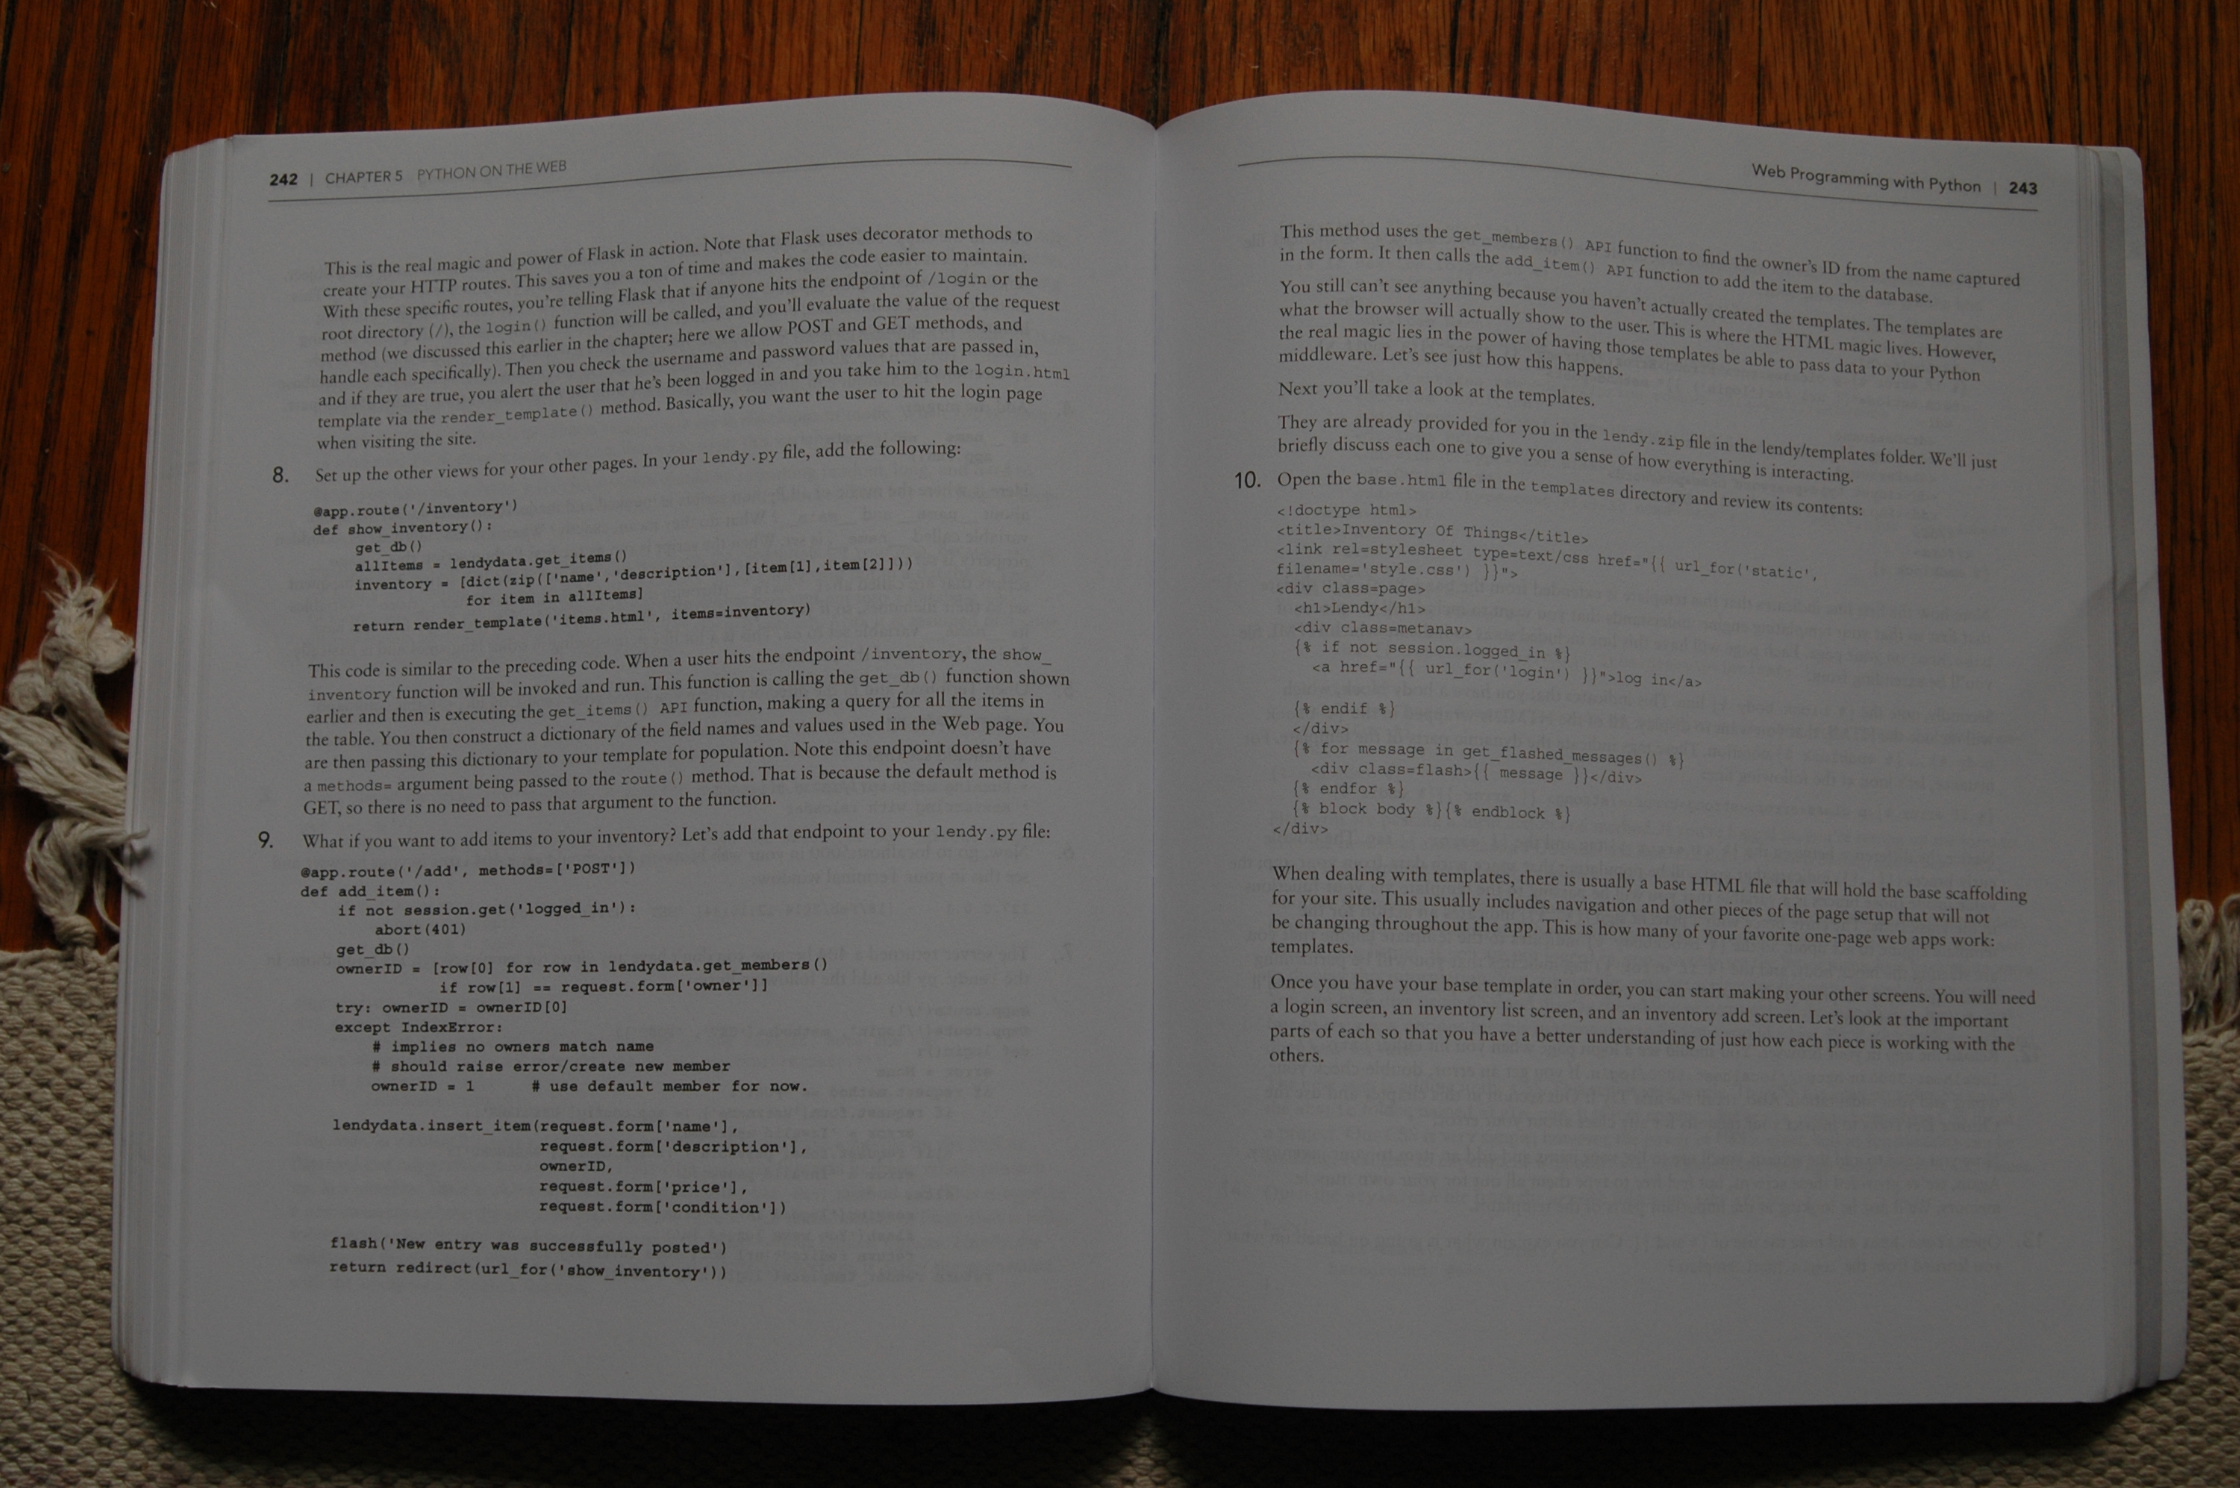 242 | CHAPTER 5 PYTHON ON THE WEB
This is the real magic and power of Flask in action. Note that Flask uses decorator methods to
create your HTTP routes. This saves you a ton of time and makes the code easier to maintain.
With these specific routes, you're telling Flask that if anyone hits the endpoint of /login or the
root directory (/), the login() function will be called, and you'll evaluate the value of the request
method (we discussed this earlier in the chapter; here we allow POST and GET methods, and
handle each specifically). Then you check the username and password values that are passed in,
and if they are true, you alert the user that he's been logged in and you take him to the login.html
template via the render_template() method. Basically, you want the user to hit the login page
when visiting the site.
8. Set up the other views for your other pages. In your lendy.py file, add the following:
@app.route('/inventory')
def show_inventory():
    get_db()
    allItems = lendydata.get_items()
    inventory = [dict(zip(['name','description'],[item[1],item[2]]))
                 for item in allItems]
    return render_template('items.html', items=inventory)
This code is similar to the preceding code. When a user hits the endpoint /inventory, the show_
inventory function will be invoked and run. This function is calling the get_db() function shown
earlier and then is executing the get_items() API function, making a query for all the items in
the table. You then construct a dictionary of the field names and values used in the Web page. You
are then passing this dictionary to your template for population. Note this endpoint doesn't have
a methods= argument being passed to the route() method. That is because the default method is
GET, so there is no need to pass that argument to the function.
9. What if you want to add items to your inventory? Let's add that endpoint to your lendy.py file:
@app.route('/add', methods=['POST'])
def add_item():
    if not session.get('logged_in'):
        abort(401)
    get_db()
    ownerID = [row[0] for row in lendydata.get_members()
               if row[1] == request.form['owner']]
    try: ownerID = ownerID[0]
    except IndexError:
        # implies no owners match name
        # should raise error/create new member
        ownerID = 1     # use default member for now.
    lendydata.insert_item(request.form['name'],
                          request.form['description'],
                          ownerID,
                          request.form['price'],
                          request.form['condition'])
    flash('New entry was successfully posted')
    return redirect(url_for('show_inventory'))
Web Programming with Python | 243
This method uses the get_members() API function to find the owner's ID from the name captured
in the form. It then calls the add_item() API function to add the item to the database.
You still can't see anything because you haven't actually created the templates. The templates are
what the browser will actually show to the user. This is where the HTML magic lives. However,
the real magic lies in the power of having those templates be able to pass data to your Python
middleware. Let's see just how this happens.
Next you'll take a look at the templates.
They are already provided for you in the lendy.zip file in the lendy/templates folder. We'll just
briefly discuss each one to give you a sense of how everything is interacting.
10. Open the base.html file in the templates directory and review its contents:
<!doctype html>
<title>Inventory Of Things</title>
<link rel=stylesheet type=text/css href="{{ url_for('static',
filename='style.css') }}">
<div class=page>
  <h1>Lendy</h1>
  <div class=metanav>
  {% if not session.logged_in %}
    <a href="{{ url_for('login') }}">log in</a>
  {% endif %}
  </div>
  {% for message in get_flashed_messages() %}
    <div class=flash>{{ message }}</div>
  {% endfor %}
  {% block body %}{% endblock %}
</div>
When dealing with templates, there is usually a base HTML file that will hold the base scaffolding
for your site. This usually includes navigation and other pieces of the page setup that will not
be changing throughout the app. This is how many of your favorite one-page web apps work:
templates.
Once you have your base template in order, you can start making your other screens. You will need
a login screen, an inventory list screen, and an inventory add screen. Let's look at the important
parts of each so that you have a better understanding of just how each piece is working with the
others.